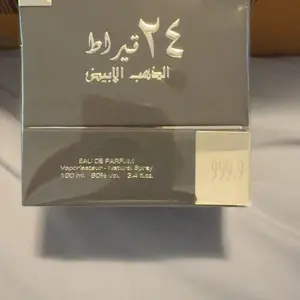 ٢٤ قيراط
الذهب الابيض
EAU DE PARFUM
Vaporisateur - Natural Spray
100 ml. 80% Vol. 3.4 fl.oz.
999.9